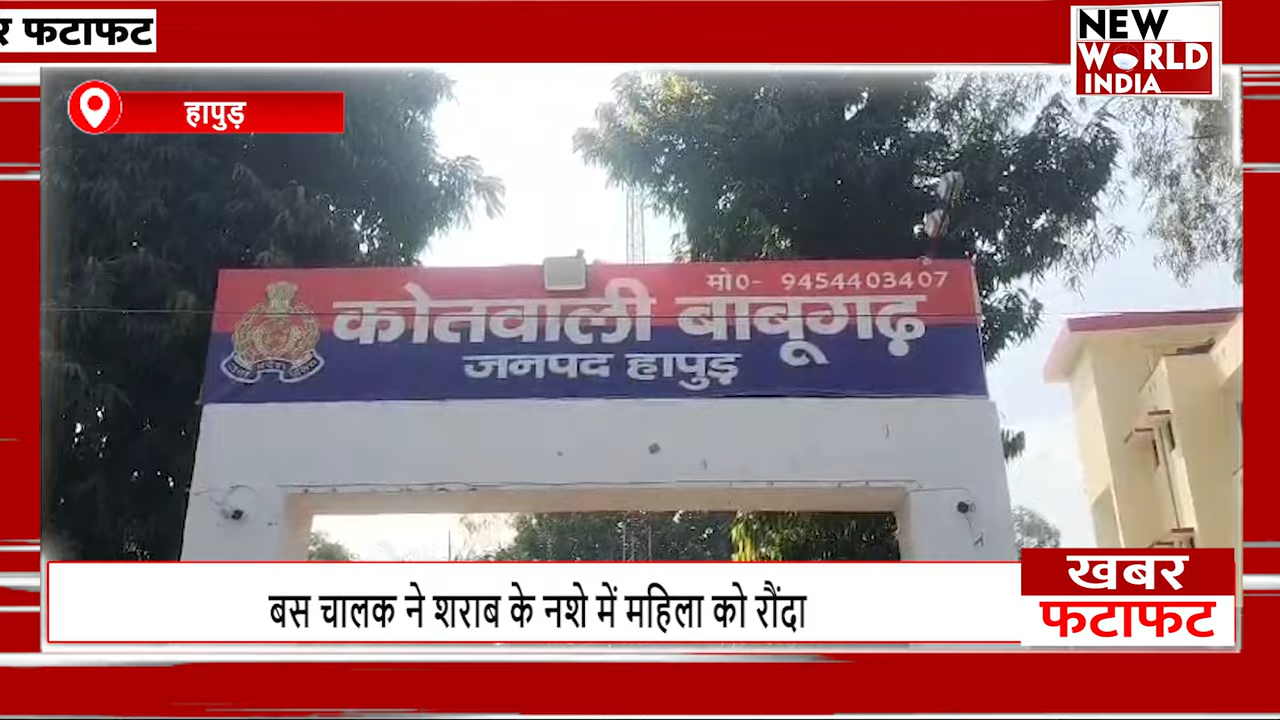 र फटाफट
NEW
WORLD
INDIA
हापुड़
मो0- 9454403407
कोतवाली बाबूगढ़
जनपद हापुड़
बस चालक ने शराब के नशे में महिला को रौंदा
खबर
फटाफट